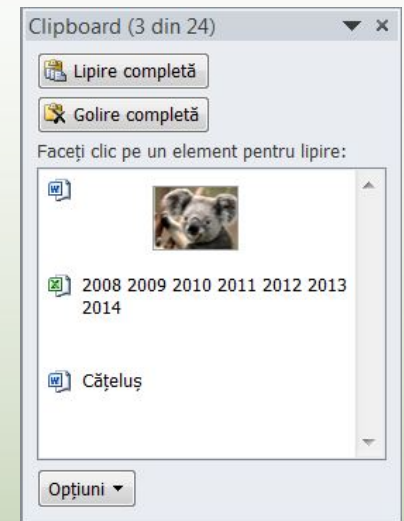 Clipboard (3 din 24)
Lipire completă
Golire completă
Faceți clic pe un element pentru lipire:
2008 2009 2010 2011 2012 2013
2014
Cățeluș
Opțiuni